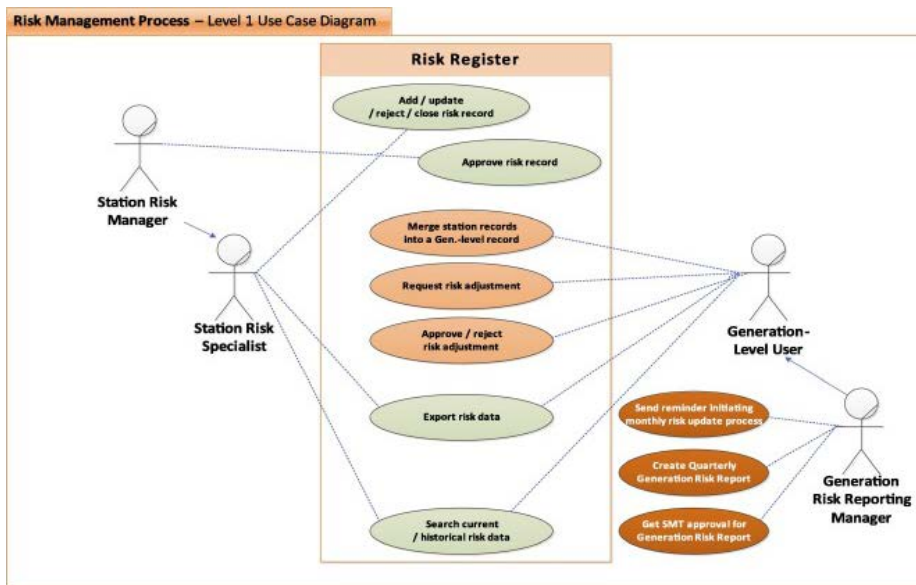 Risk Management Process – Level 1 Use Case Diagram
Risk Register
Add / update
/ reject / close risk record
Approve risk record
Station Risk
Manager
Merge station records
into a Gen.-level record
Request risk adjustment
Station Risk
Specialist
Approve / reject
risk adjustment
Generation-
Level User
Export risk data
Send reminder initiating
monthly risk update process
Create Quarterly
Generation Risk Report
Generation
Risk Reporting
Manager
Search current
/ historical risk data
Get SMT approval for
Generation Risk Report